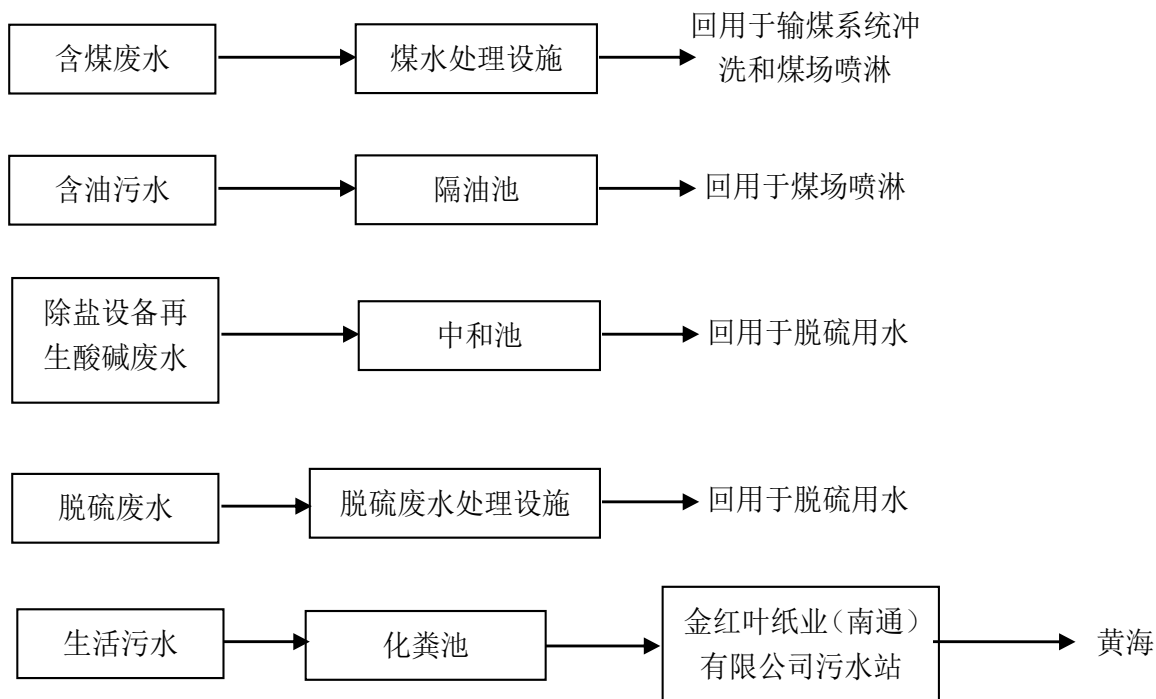 含煤废水
煤水处理设施
回用于输煤系统冲
洗和煤场喷淋
含油污水
隔油池
回用于煤场喷淋
除盐设备再
生酸碱废水
中和池
回用于脱硫用水
脱硫废水
脱硫废水处理设施
回用于脱硫用水
生活污水
化粪池
金红叶纸业（南通）
有限公司污水站
黄海